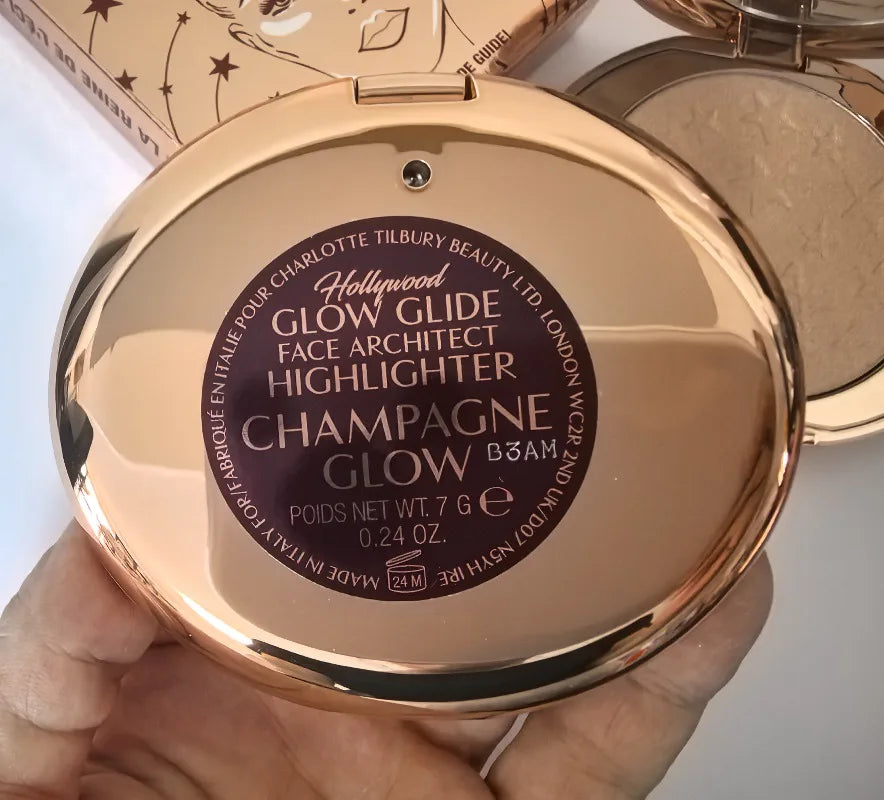 LA REINE DE L'ÉCL
DE GUIDE!
MADE IN ITALY FOR/FABRIQUÉ EN ITALIE POUR CHARLOTTE TILBURY BEAUTY LTD. LONDON WC2R 2ND UK/D07 N5YH IRE
Hollywood
GLOW GLIDE
FACE ARCHITECT
HIGHLIGHTER
CHAMPAGNE
GLOW B3AM
POIDS NET WT. 7 G e
0.24 OZ.
24 M